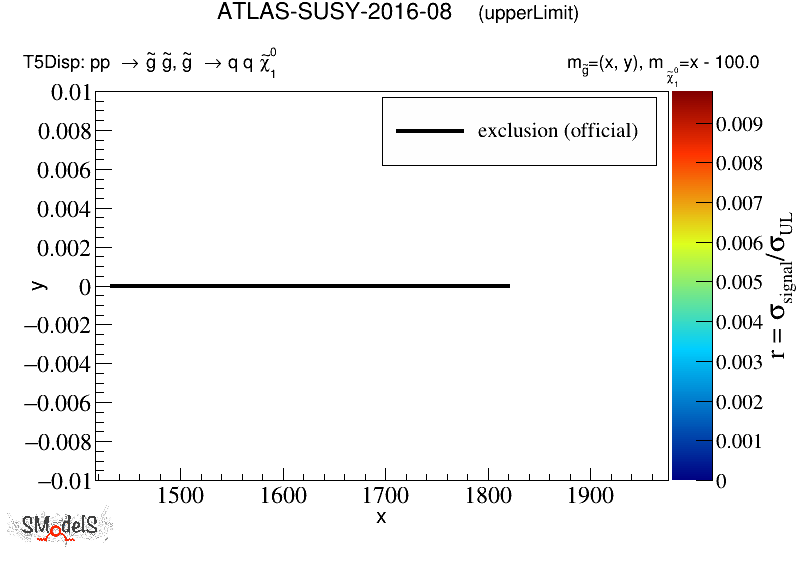 ATLAS-SUSY-2016-08 (upperLimit)
T5Disp: pp → g̃ g̃, g̃ → q q χ̃₁⁰
m_g̃=(x, y), m_χ̃₁⁰=x - 100.0
exclusion (official)
0.01
0.008
0.006
0.004
0.002
0
−0.002
−0.004
−0.006
−0.008
−0.01
y
1500 1600 1700 1800 1900
x
0.009
0.008
0.007
0.006
0.005
0.004
0.003
0.002
0.001
0
r = σ_signal/σ_UL
SModelS